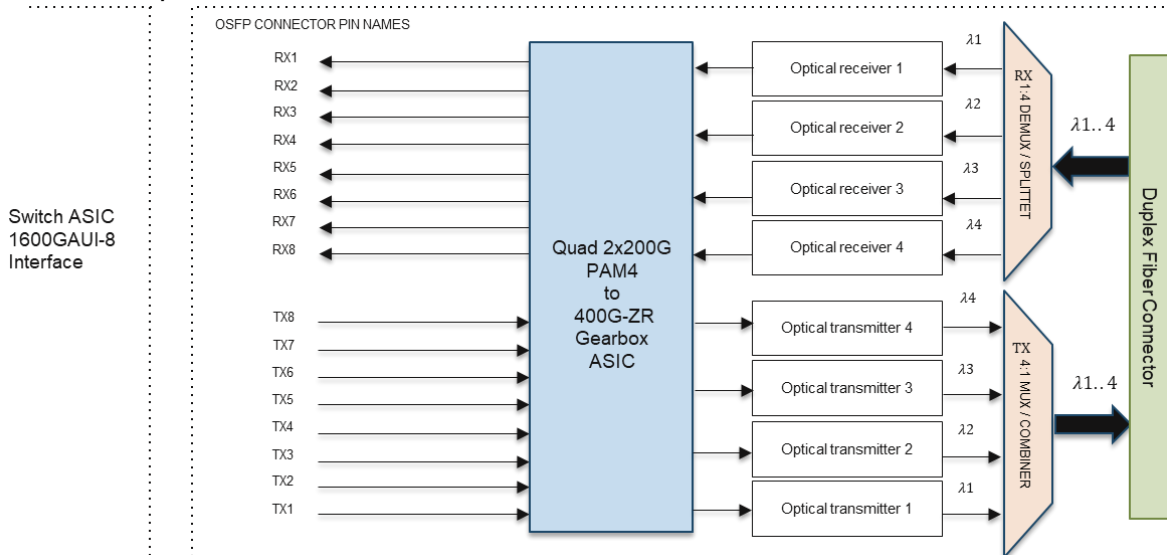 OSFP CONNECTOR PIN NAMES
RX1
RX2
RX3
RX4
RX5
RX6
RX7
RX8
TX8
TX7
TX6
TX5
TX4
TX3
TX2
TX1
Switch ASIC
1600GAUI-8
Interface
Quad 2x200G
PAM4
to
400G-ZR
Gearbox
ASIC
Optical receiver 1
Optical receiver 2
Optical receiver 3
Optical receiver 4
Optical transmitter 4
Optical transmitter 3
Optical transmitter 2
Optical transmitter 1
λ1
λ2
λ3
λ4
λ4
λ3
λ2
λ1
RX 1:4 DEMUX / SPLITTET
TX 4:1 MUX / COMBINER
λ1..4
λ1..4
Duplex Fiber Connector